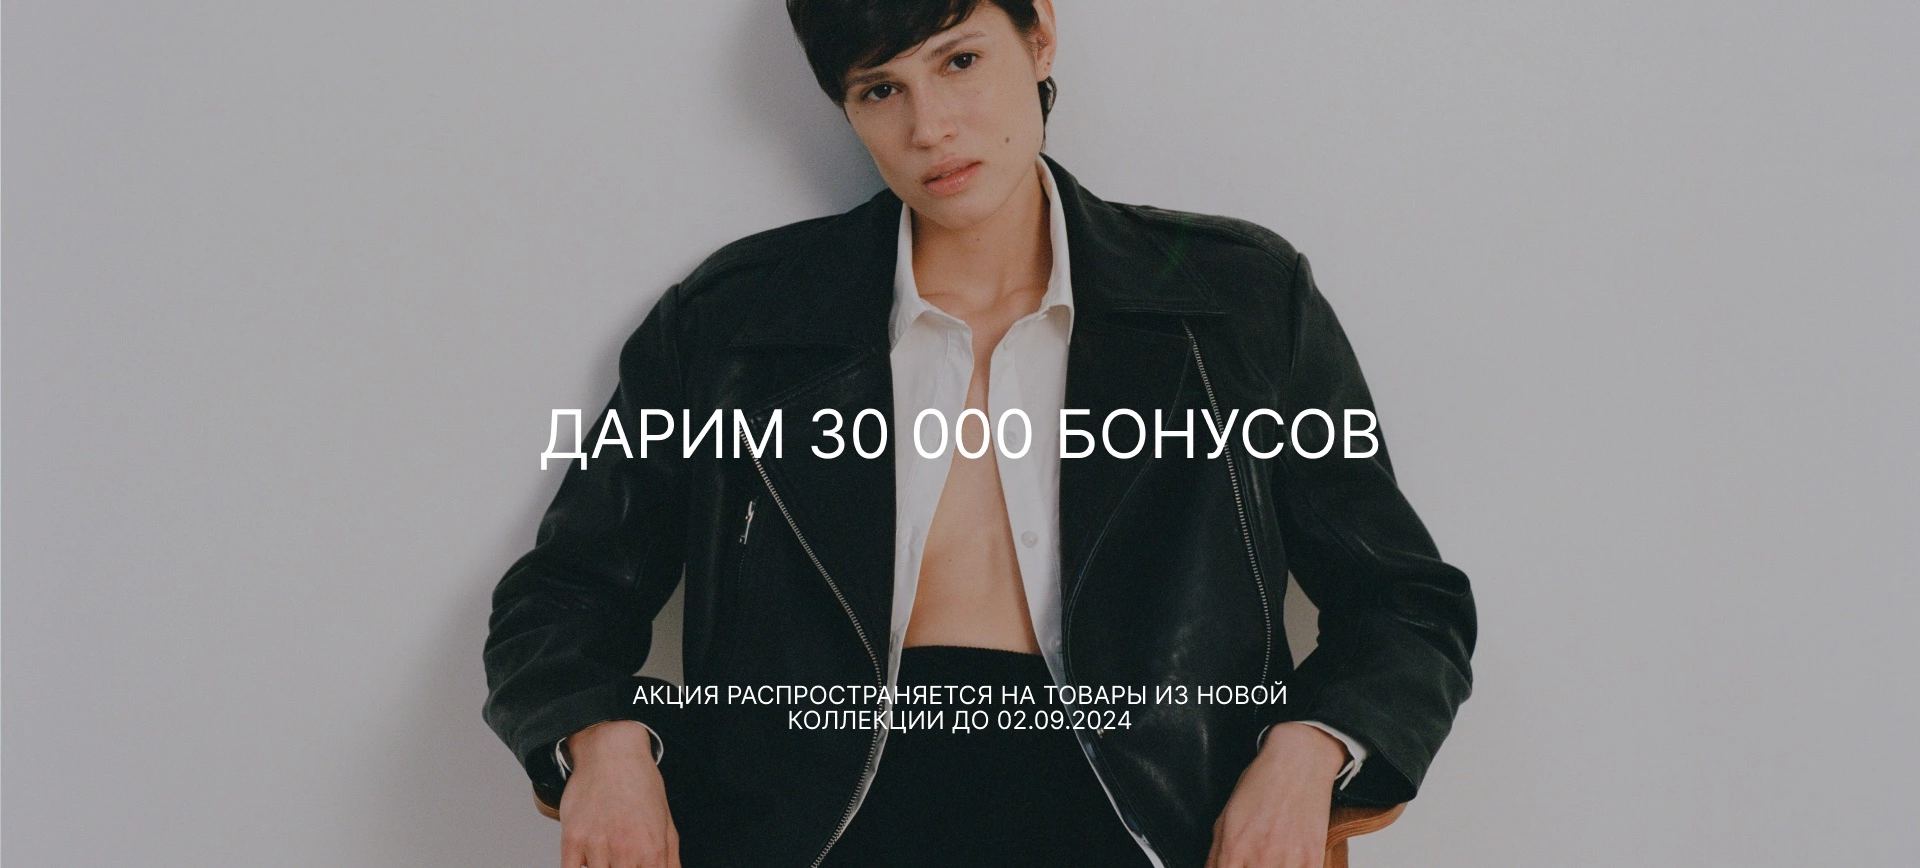 ДАРИМ 30 000 БОНУСОВ
АКЦИЯ РАСПРОСТРАНЯЕТСЯ НА ТОВАРЫ ИЗ НОВОЙ
КОЛЛЕКЦИИ ДО 02.09.2024